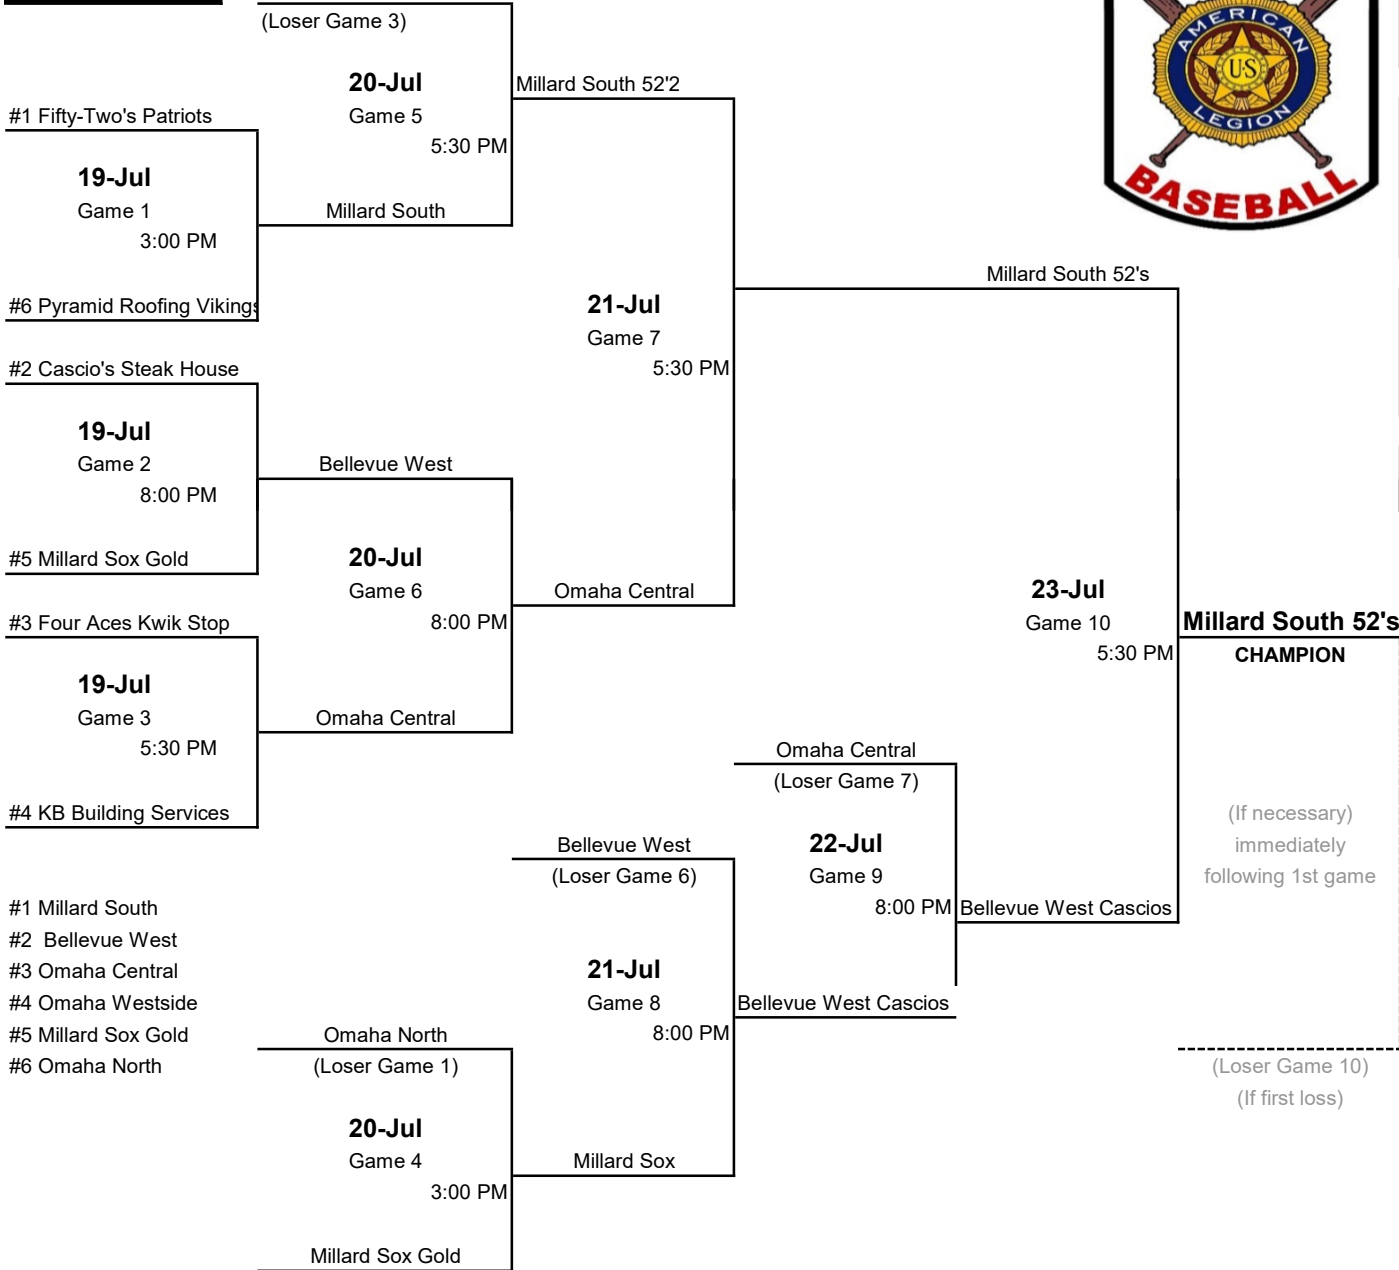 (Loser Game 3)
20-Jul
Game 5
5:30 PM
Millard South 52'2
#1 Fifty-Two's Patriots
19-Jul
Game 1
3:00 PM
Millard South
#6 Pyramid Roofing Vikings
21-Jul
Game 7
5:30 PM
Millard South 52's
AMERICAN
US
LEGION
BASEBALL
#2 Cascio's Steak House
19-Jul
Game 2
8:00 PM
Bellevue West
#5 Millard Sox Gold
20-Jul
Game 6
8:00 PM
Omaha Central
#3 Four Aces Kwik Stop
19-Jul
Game 3
5:30 PM
Omaha Central
#4 KB Building Services
23-Jul
Game 10
5:30 PM
Millard South 52's
CHAMPION
Omaha Central
(Loser Game 7)
22-Jul
Game 9
8:00 PM
Bellevue West Cascios
(If necessary)
immediately
following 1st game
Bellevue West
(Loser Game 6)
21-Jul
Game 8
8:00 PM
Bellevue West Cascios
#1 Millard South
#2 Bellevue West
#3 Omaha Central
#4 Omaha Westside
#5 Millard Sox Gold
#6 Omaha North
Omaha North
(Loser Game 1)
20-Jul
Game 4
3:00 PM
Millard Sox
Millard Sox Gold
(Loser Game 10)
(If first loss)